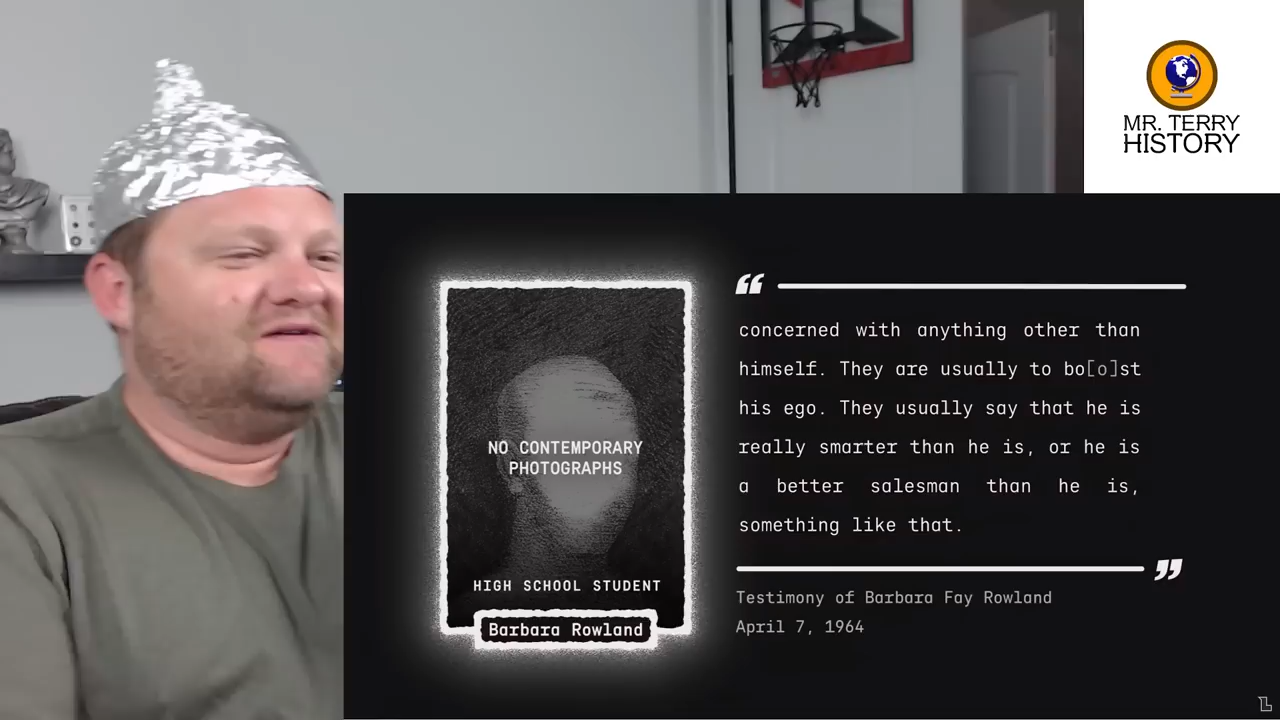 MR. TERRY
HISTORY
NO CONTEMPORARY
PHOTOGRAPHS
HIGH SCHOOL STUDENT
Barbara Rowland
“
concerned with anything other than
himself. They are usually to bo[o]st
his ego. They usually say that he is
really smarter than he is, or he is
a better salesman than he is,
something like that.
”
Testimony of Barbara Fay Rowland
April 7, 1964